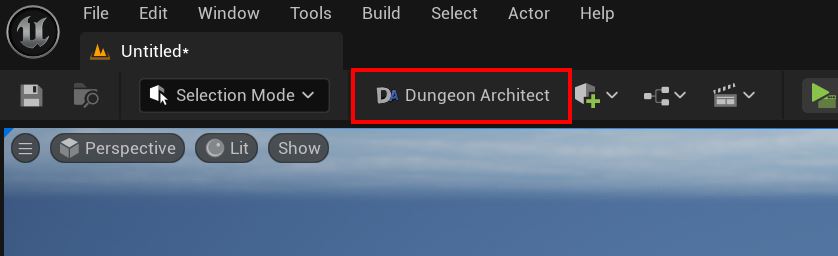 File Edit Window Tools Build Select Actor Help
Untitled*
Selection Mode DA Dungeon Architect
Perspective Lit Show